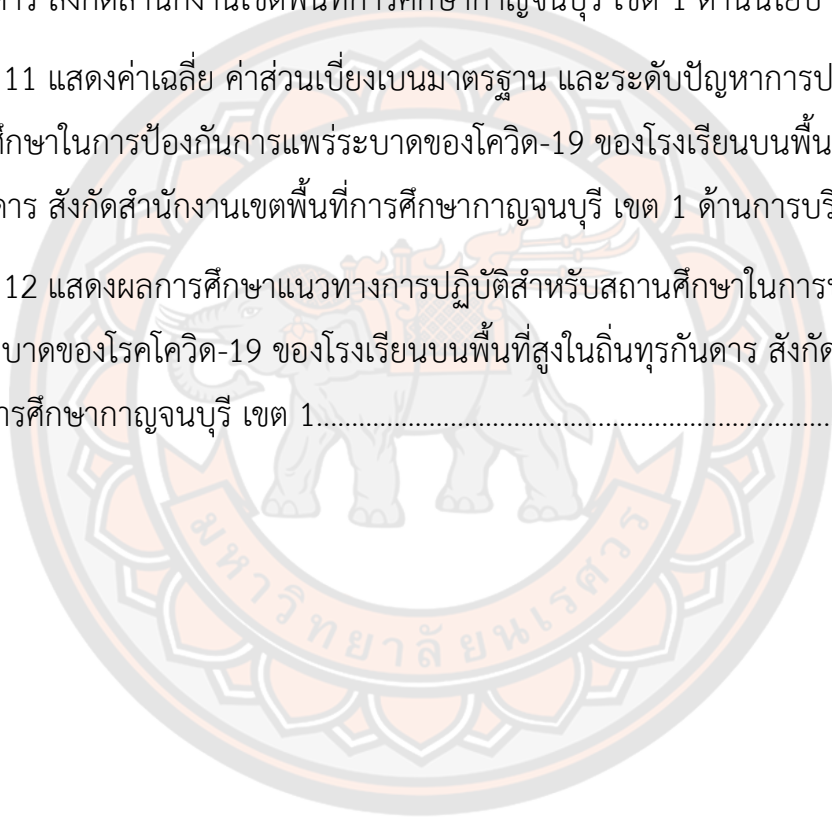 สังกัดสำนักงานเขตพื้นที่การศึกษากาญจนบุรี เขต 1
11 แสดงค่าเฉลี่ย ค่าส่วนเบี่ยงเบนมาตรฐาน และระดับปัญหาการป
ศึกษาในการป้องกันการแพร่ระบาดของโควิด-19 ของโรงเรียนบนพื้น
ดาร สังกัดสำนักงานเขตพื้นที่การศึกษากาญจนบุรี เขต 1 ด้านการบริ
12 แสดงผลการศึกษาแนวทางการปฏิบัติสำหรับสถานศึกษาในการ
บาดของโรคโควิด-19 ของโรงเรียนบนพื้นที่สูงในถิ่นทุรกันดาร สังกัด
ารศึกษากาญจนบุรี เขต 1................................................................
มหาวิทยาลัยนเรศวร